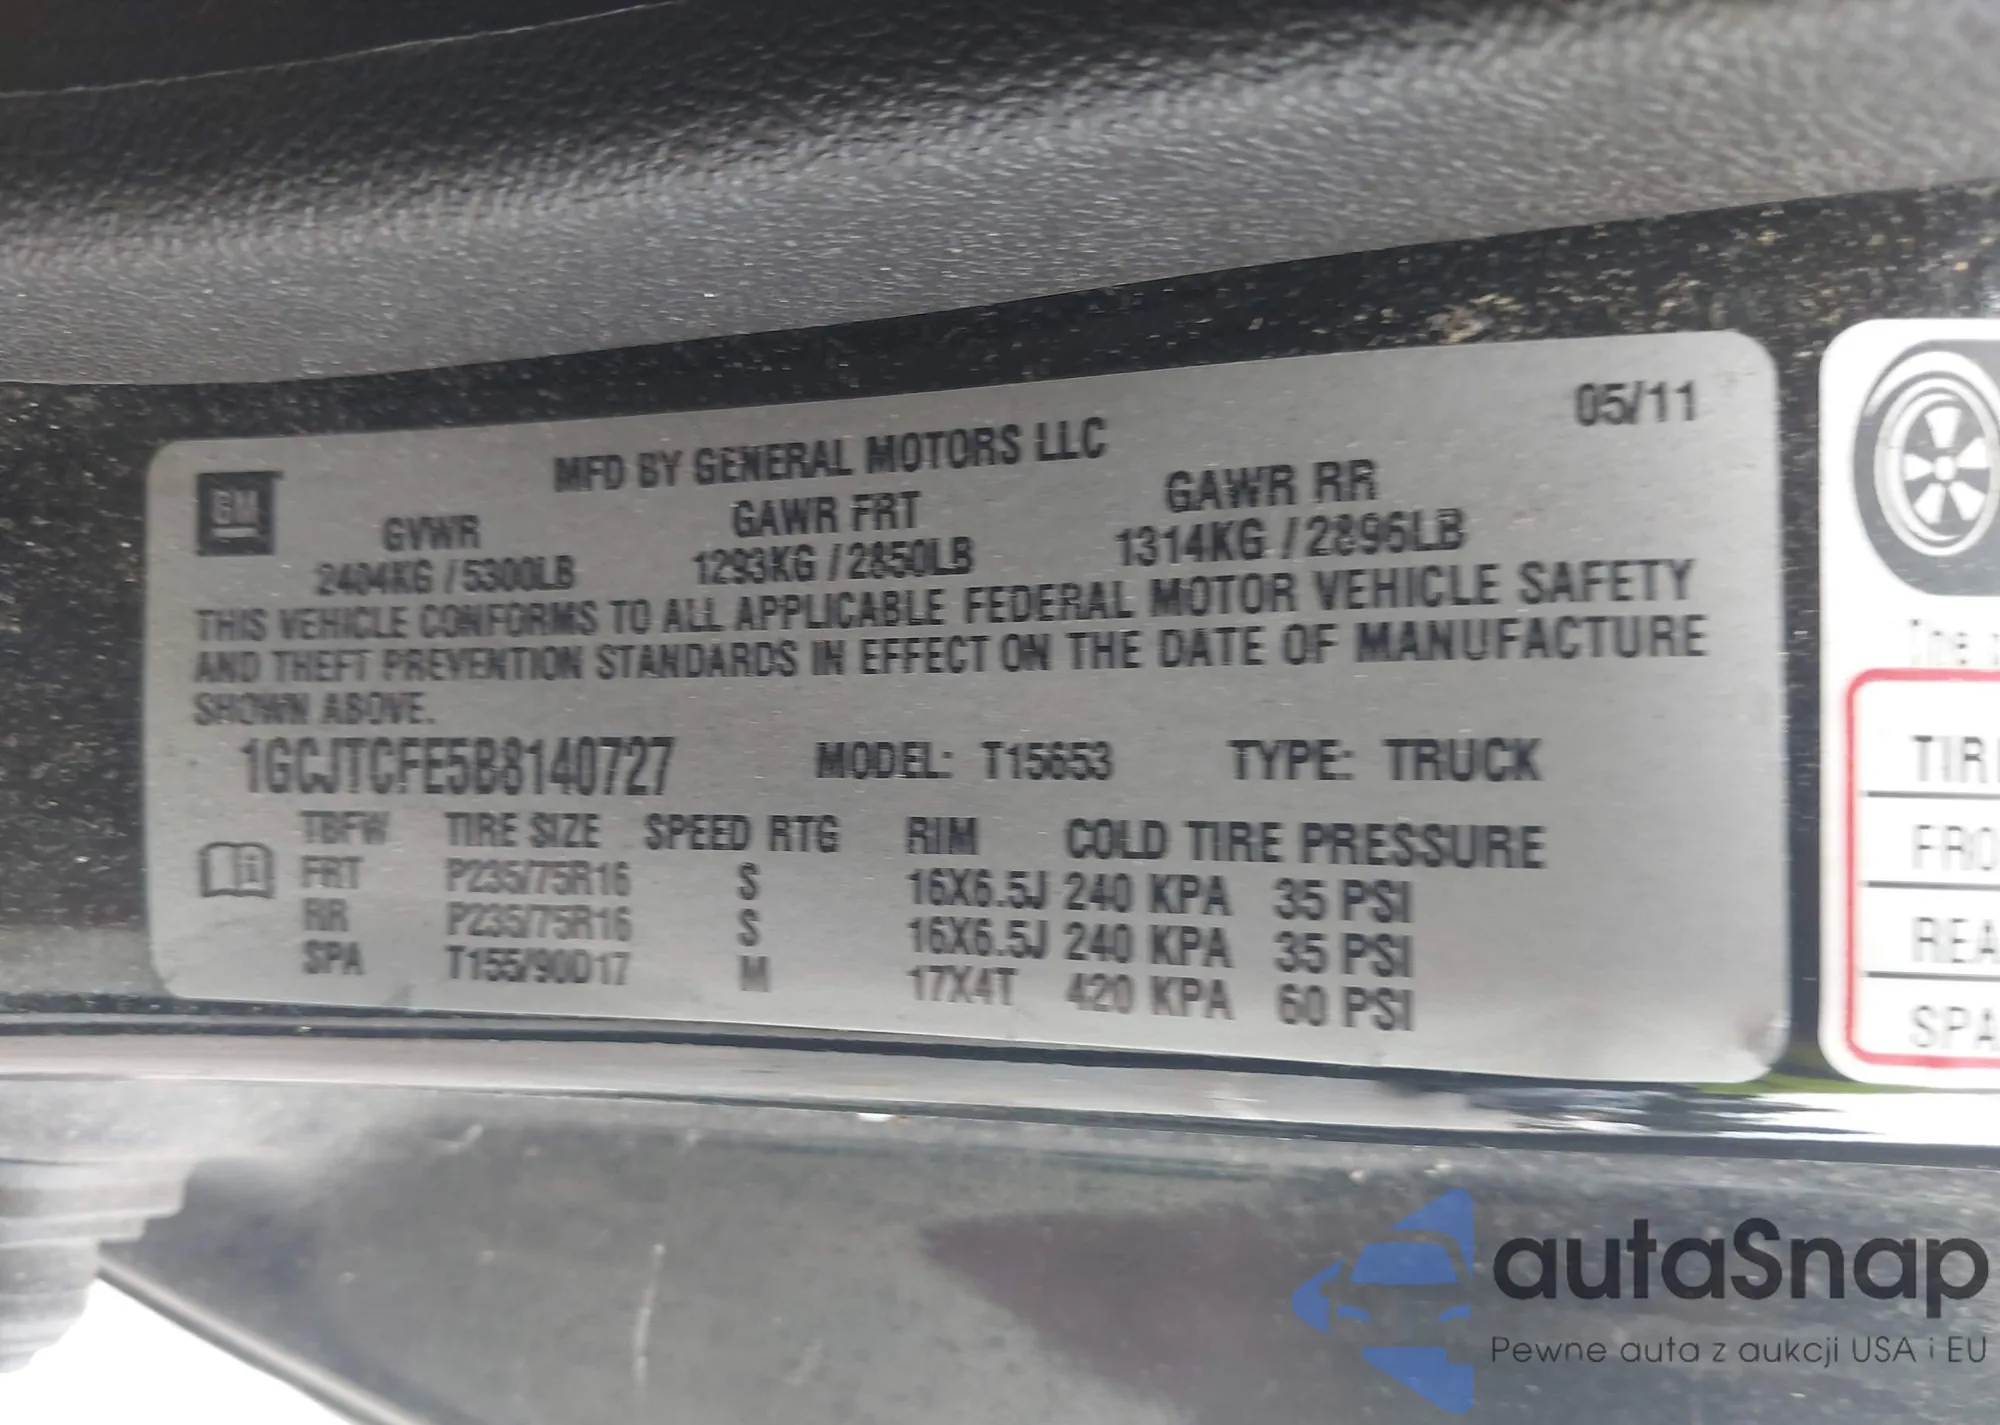 05/11
MFD BY GENERAL MOTORS LLC
GM
GVWR GAWR FRT GAWR RR
2404KG / 5300LB 1293KG / 2850LB 1314KG / 2896LB
THIS VEHICLE CONFORMS TO ALL APPLICABLE FEDERAL MOTOR VEHICLE SAFETY
AND THEFT PREVENTION STANDARDS IN EFFECT ON THE DATE OF MANUFACTURE
SHOWN ABOVE.
1GCJTCFE5B8140727 MODEL: T15653 TYPE: TRUCK
TBFW TIRE SIZE SPEED RTG RIM COLD TIRE PRESSURE
FRT P235/75R16 S 16X6.5J 240 KPA 35 PSI
RR P235/75R16 S 16X6.5J 240 KPA 35 PSI
SPA T155/90D17 M 17X4T 420 KPA 60 PSI
TIR
FRO
REA
SPA
autaSnap
Pewne auta z aukcji USA i EU